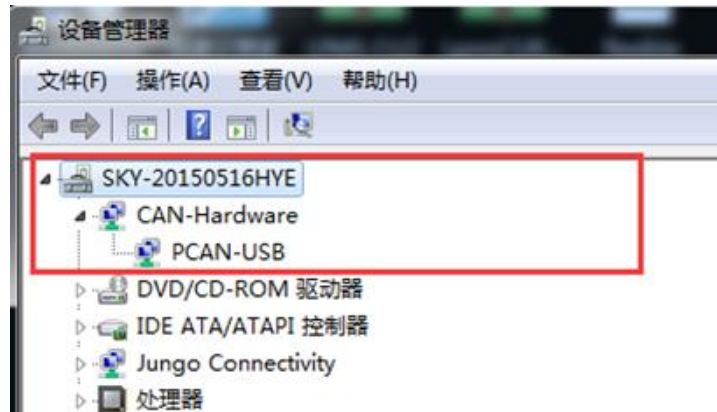 设备管理器
文件(F) 操作(A) 查看(V) 帮助(H)
SKY-20150516HYE
CAN-Hardware
PCAN-USB
DVD/CD-ROM 驱动器
IDE ATA/ATAPI 控制器
Jungo Connectivity
处理器